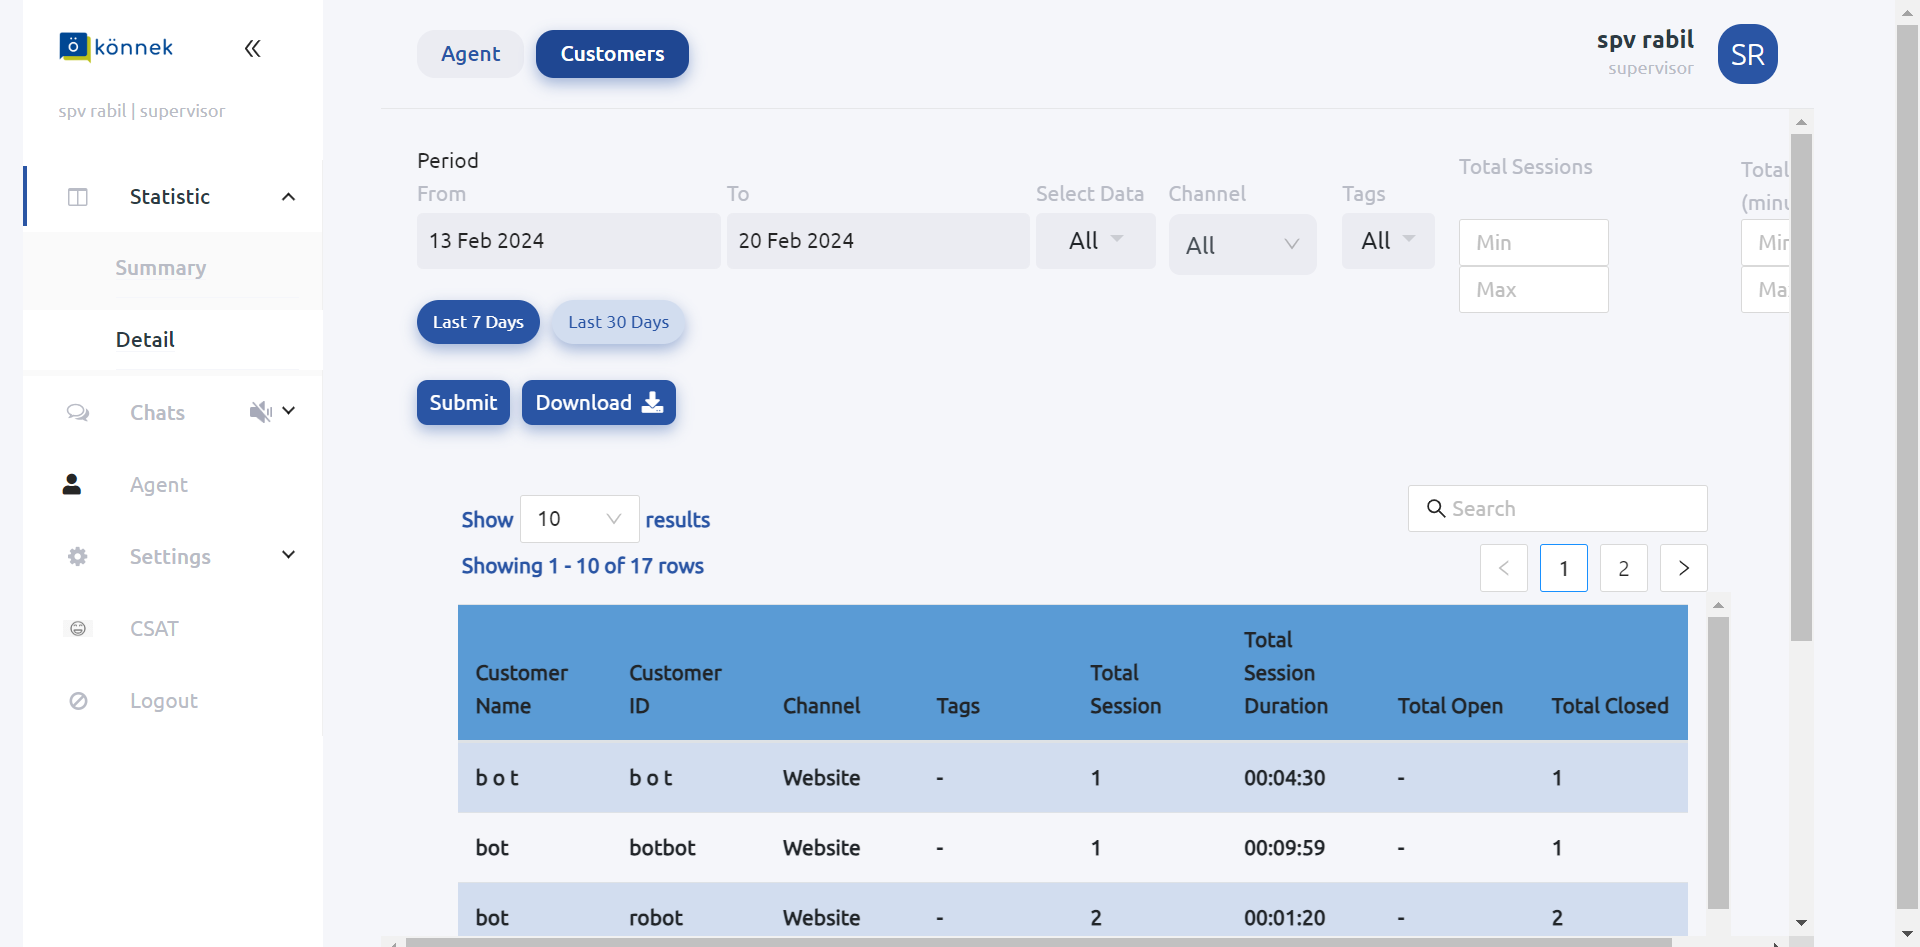 könnek
spv rabil | supervisor
Statistic
Summary
Detail
Chats
Agent
Settings
CSAT
Logout
Agent
Customers
spv rabil
supervisor
SR
Period
From
To
Select Data
Channel
Tags
Total Sessions
Total
13 Feb 2024
20 Feb 2024
All
All
All
Min
Max
Last 7 Days
Last 30 Days
Submit
Download
Show 10 results
Showing 1 - 10 of 17 rows
Search
< 1 2 >
Customer Name
Customer ID
Channel
Tags
Total Session
Total Session Duration
Total Open
Total Closed
b o t b o t Website - 1 00:04:30 - 1
bot botbot Website - 1 00:09:59 - 1
bot robot Website - 2 00:01:20 - 2